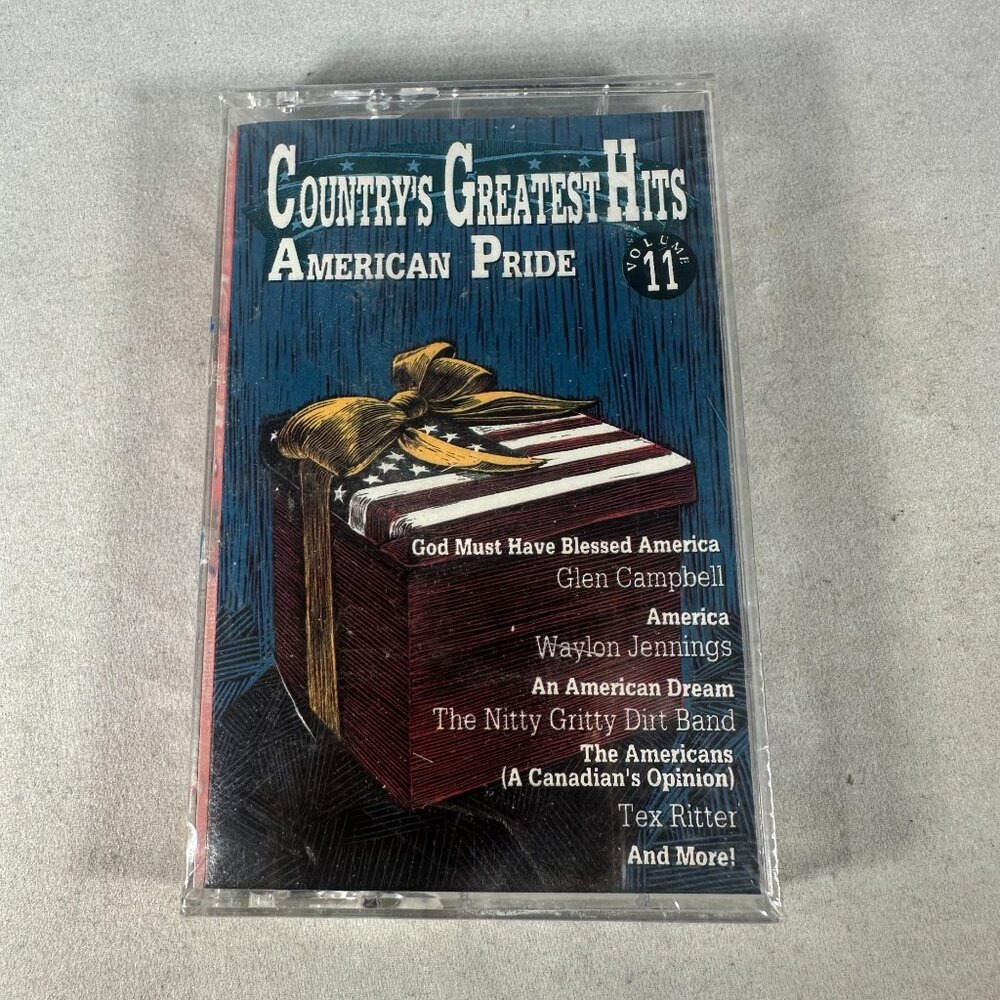 COUNTRY'S GREATEST HITS
AMERICAN PRIDE
VOLUME
11
God Must Have Blessed America
Glen Campbell
America
Waylon Jennings
An American Dream
The Nitty Gritty Dirt Band
The Americans
(A Canadian's Opinion)
Tex Ritter
And More!